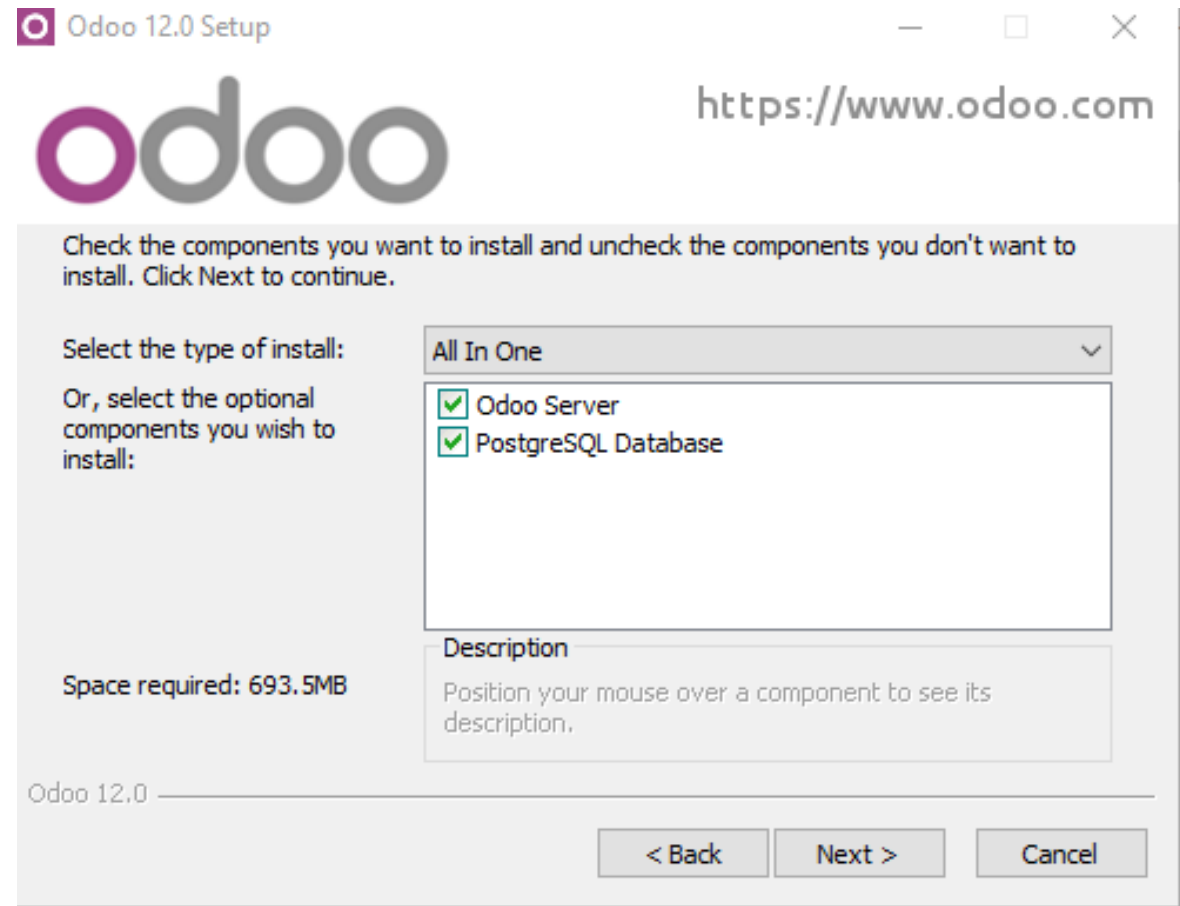 Odoo 12.0 Setup
odoo
https://www.odoo.com
Check the components you want to install and uncheck the components you don't want to
install. Click Next to continue.
Select the type of install:
All In One
Or, select the optional
components you wish to
install:
Odoo Server
PostgreSQL Database
Space required: 693.5MB
Description
Position your mouse over a component to see its
description.
Odoo 12.0
< Back
Next >
Cancel